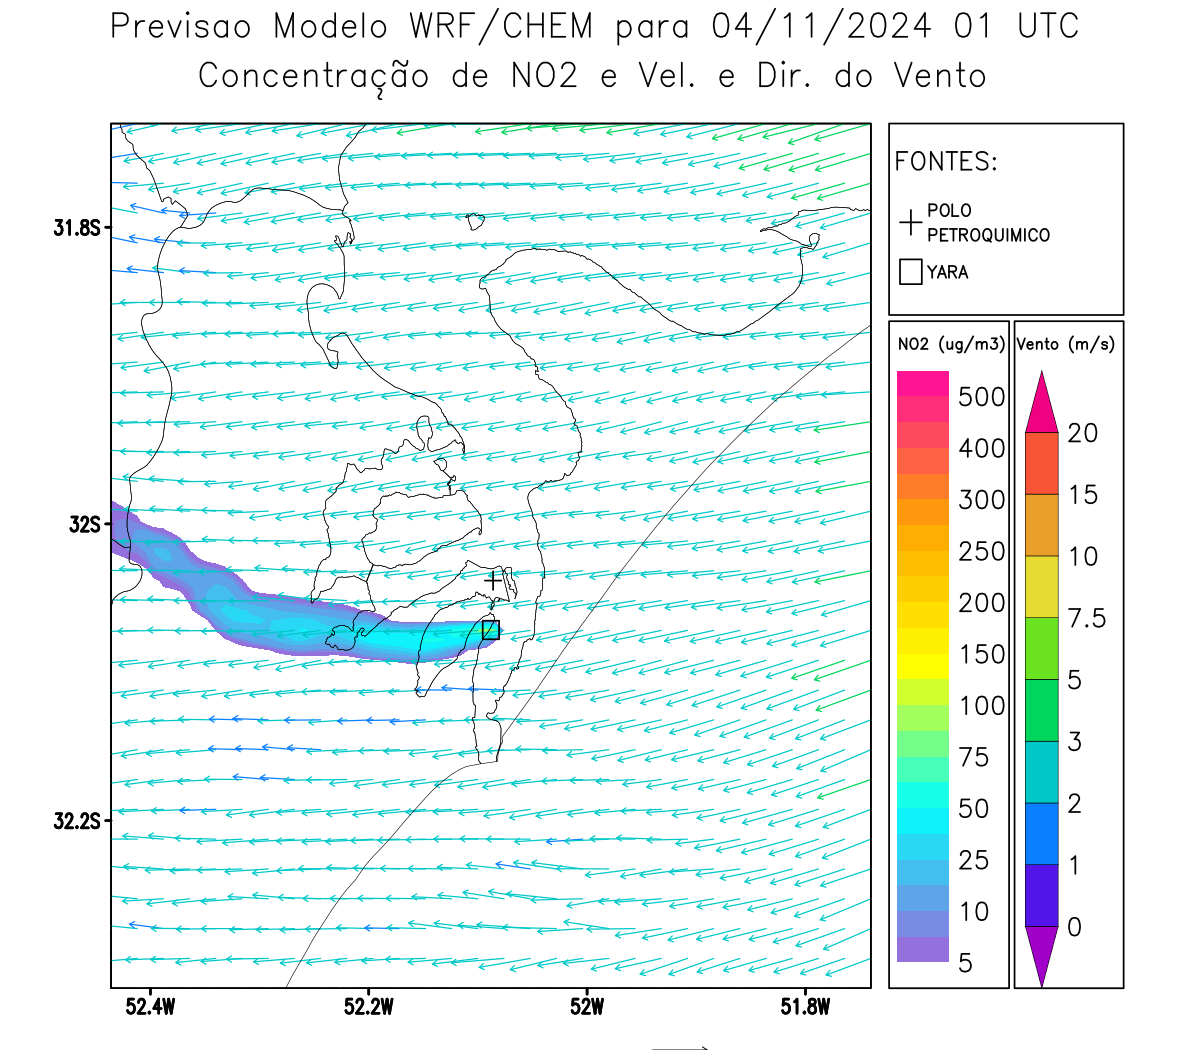 Previsao Modelo WRF/CHEM para 04/11/2024 01 UTC
Concentração de NO2 e Vel. e Dir. do Vento
FONTES:
POLO
PETROQUIMICO
YARA
31.8S
32S
32.2S
52.4W
52.2W
52W
51.8W
NO2 (ug/m3)
500
400
300
250
200
150
100
75
50
25
10
5
Vento (m/s)
20
15
10
7.5
5
3
2
1
0